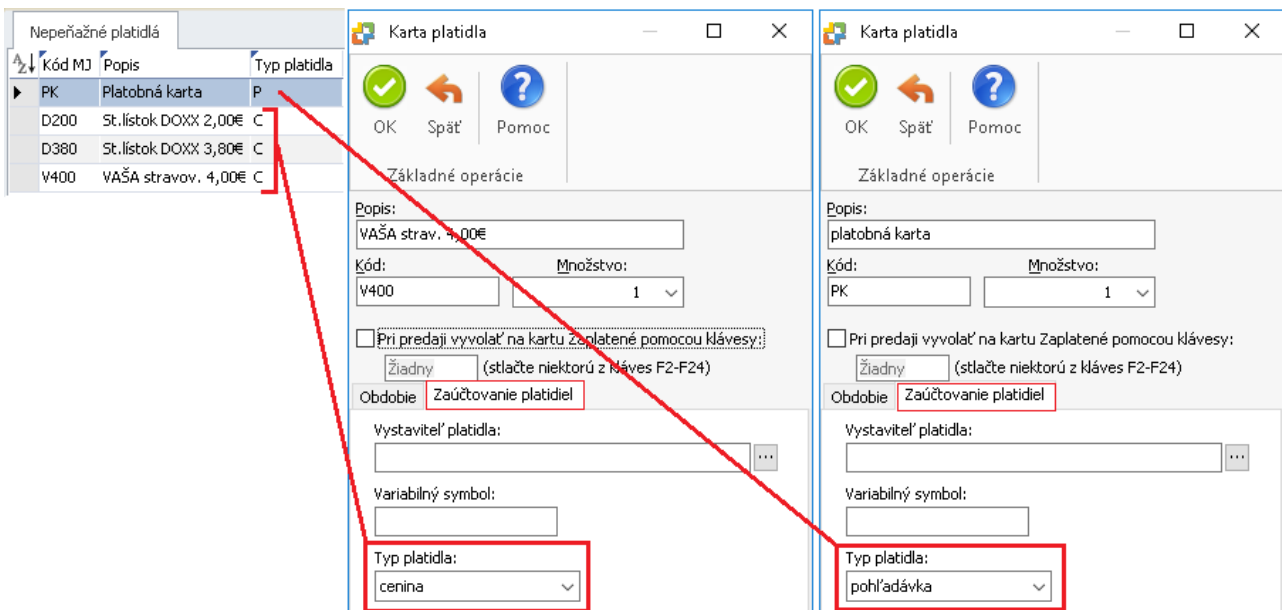 Nepeňažné platidlá
Kód MJ Popis Typ platidla
PK Platobná karta P
D200 St.lístok DOXX 2,00€ C
D380 St.lístok DOXX 3,80€ C
V400 VAŠA stravov. 4,00€ C
Karta platidla
OK Späť Pomoc
Základné operácie
Popis:
VAŠA strav. 4,00€
Kód: Množstvo:
V400 1
Pri predaji vyvolať na kartu Zaplatené pomocou klávesy:
Žiadny (stlačte niektorú z kláves F2-F24)
Obdobie Zaúčtovanie platidiel
Vystaviteľ platidla:
...
Variabilný symbol:
Typ platidla:
cenina
Karta platidla
OK Späť Pomoc
Základné operácie
Popis:
platobná karta
Kód: Množstvo:
PK 1
Pri predaji vyvolať na kartu Zaplatené pomocou klávesy:
Žiadny (stlačte niektorú z kláves F2-F24)
Obdobie Zaúčtovanie platidiel
Vystaviteľ platidla:
...
Variabilný symbol:
Typ platidla:
pohľadávka